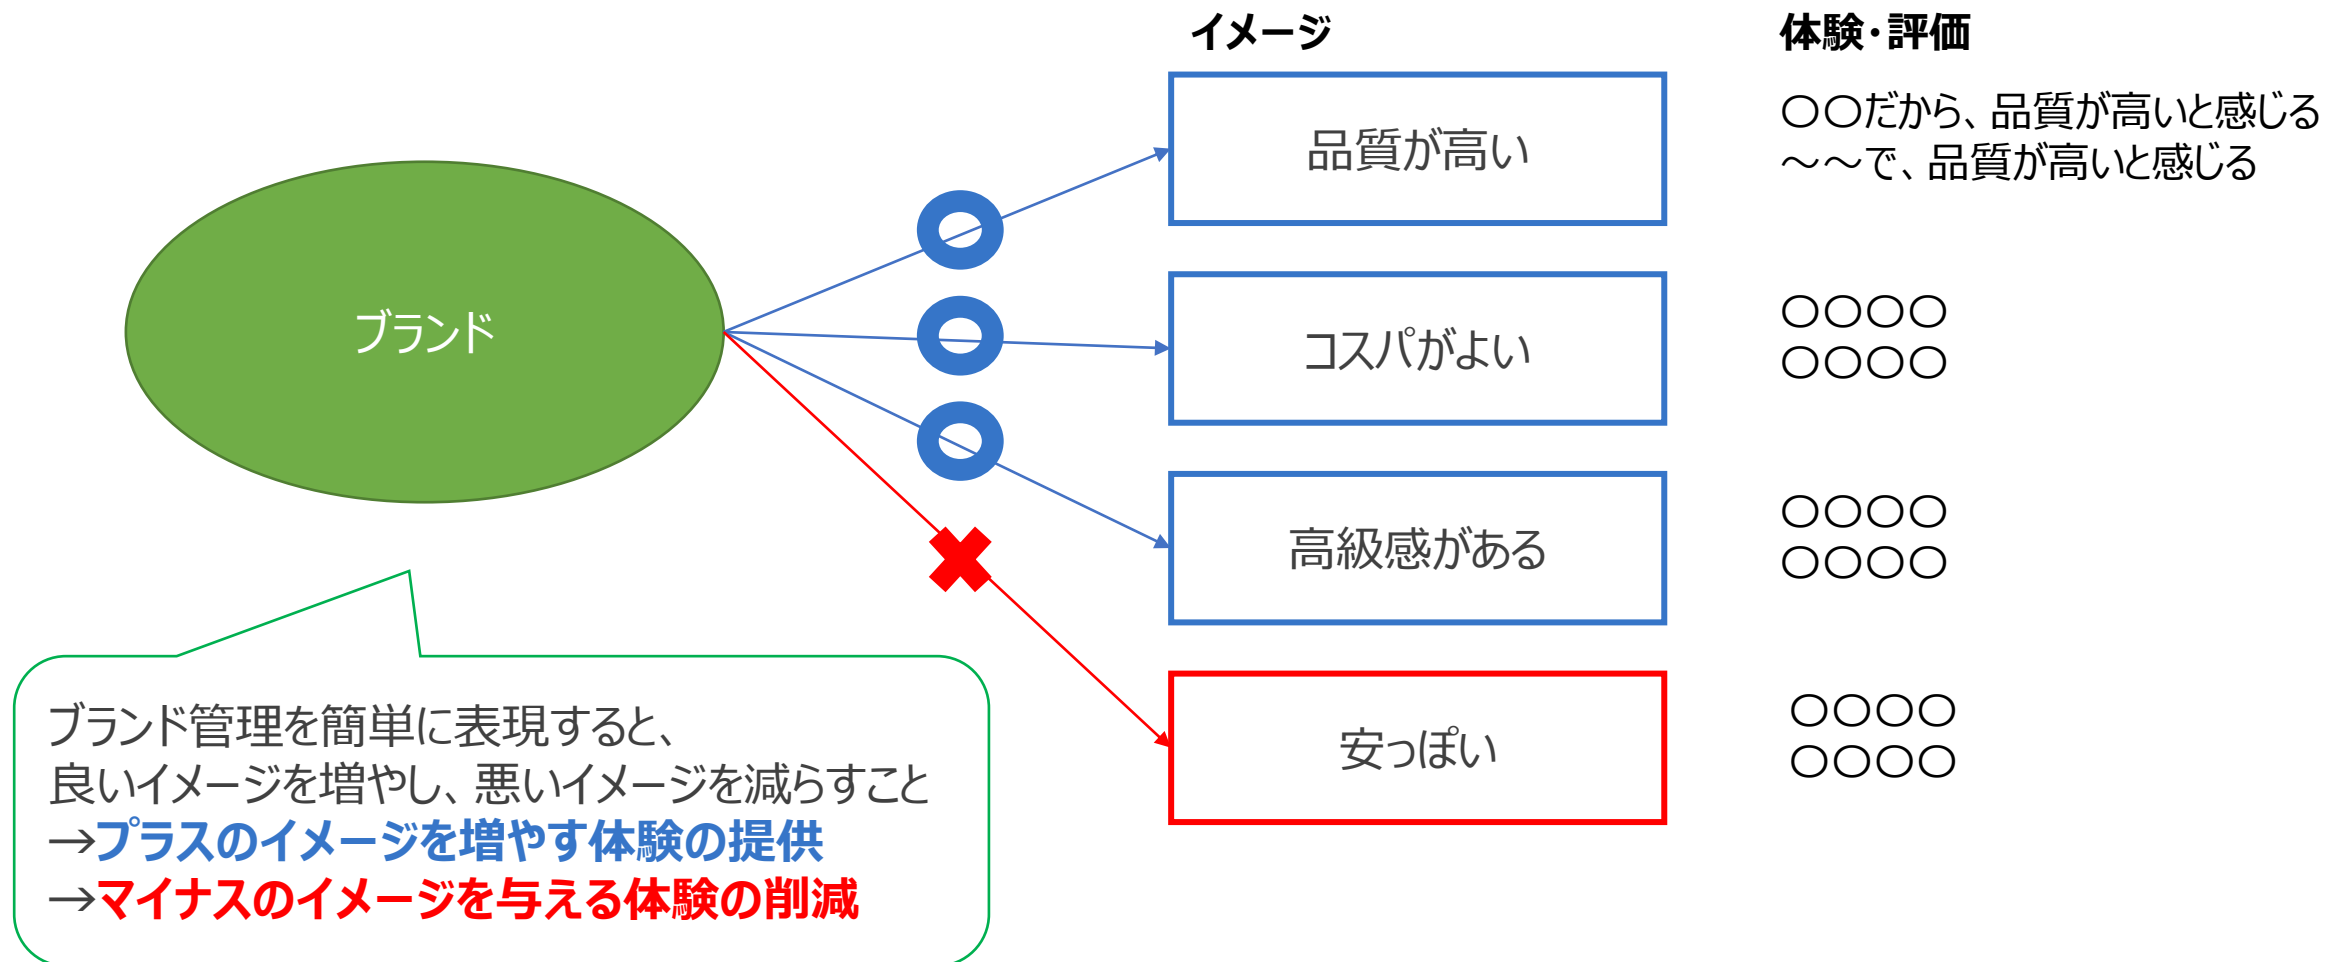 イメージ
体験・評価
品質が高い
〇〇だから、品質が高いと感じる
～～で、品質が高いと感じる
ブランド
コスパがよい
〇〇〇〇
〇〇〇〇
高級感がある
〇〇〇〇
〇〇〇〇
安っぽい
〇〇〇〇
〇〇〇〇
ブランド管理を簡単に表現すると、
良いイメージを増やし、悪いイメージを減らすこと
→プラスのイメージを増やす体験の提供
→マイナスのイメージを与える体験の削減